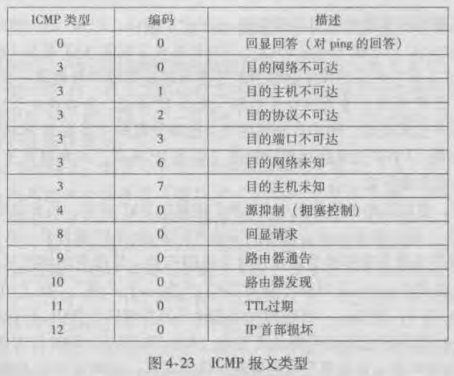 ICMP 类型 编码 描述
0 0 回显回答（对 ping 的回答）
3 0 目的网络不可达
3 1 目的主机不可达
3 2 目的协议不可达
3 3 目的端口不可达
3 6 目的网络未知
3 7 目的主机未知
4 0 源抑制（拥塞控制）
8 0 回显请求
9 0 路由器通告
10 0 路由器发现
11 0 TTL过期
12 0 IP 首部损坏
图 4-23 ICMP 报文类型